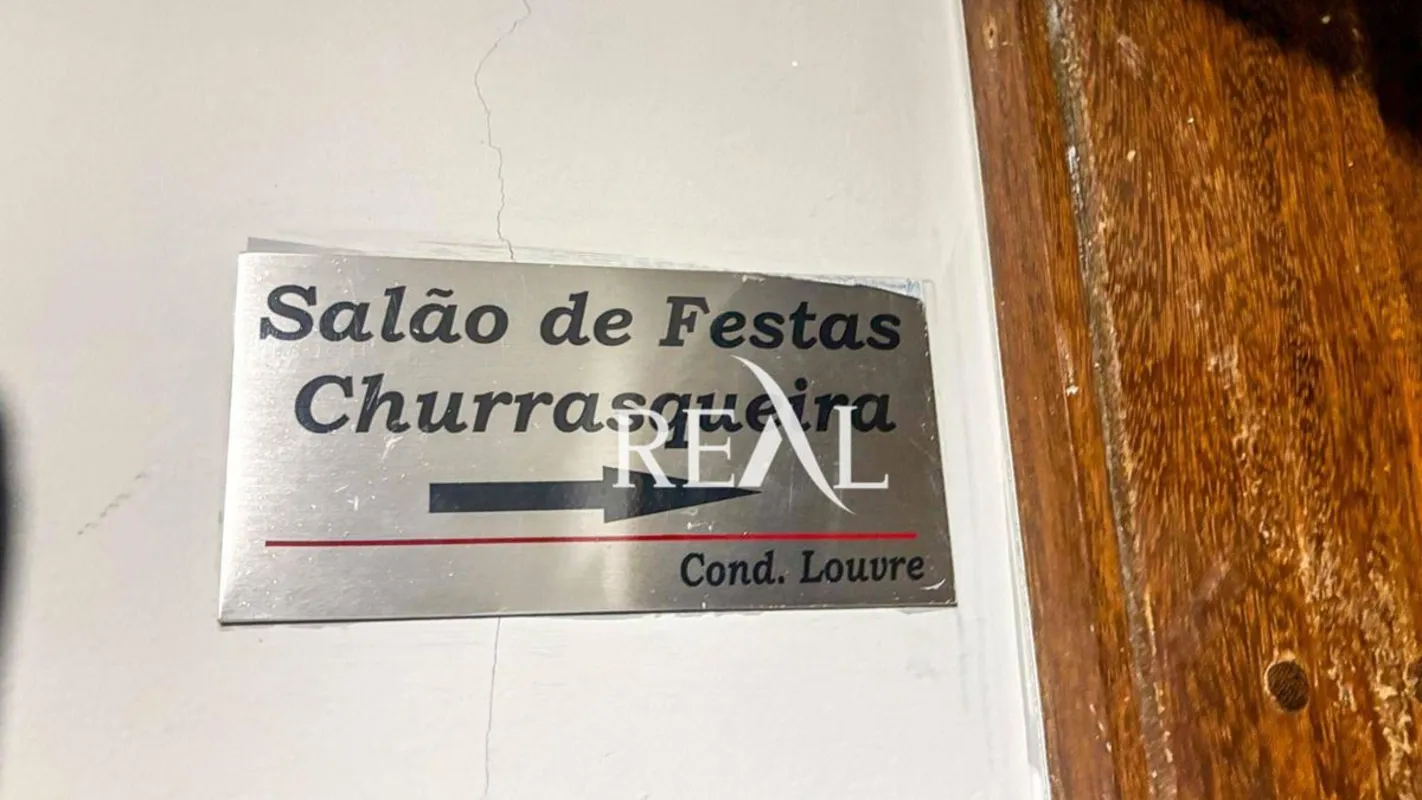 Salão de Festas
Churrasqueira
REAL
Cond. Louvre